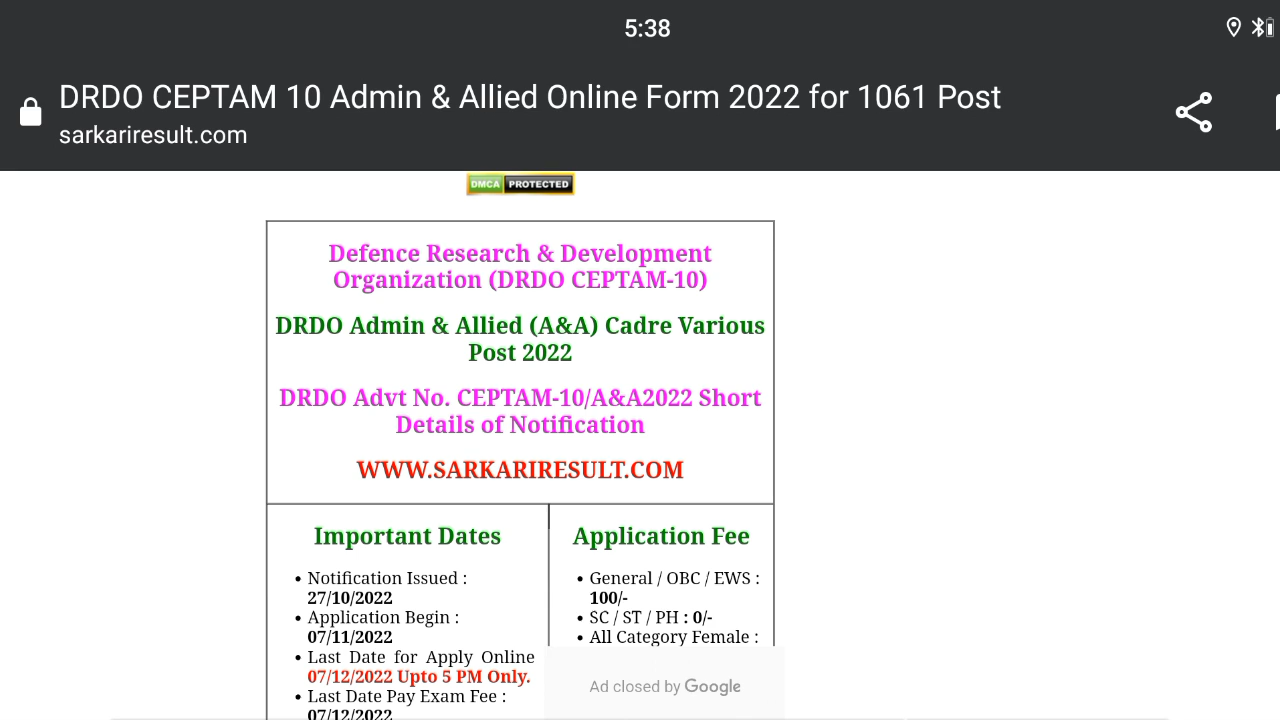 5:38
DRDO CEPTAM 10 Admin & Allied Online Form 2022 for 1061 Post
sarkariresult.com
DMCA PROTECTED
Defence Research & Development
Organization (DRDO CEPTAM-10)
DRDO Admin & Allied (A&A) Cadre Various
Post 2022
DRDO Advt No. CEPTAM-10/A&A2022 Short
Details of Notification
WWW.SARKARIRESULT.COM
Important Dates
• Notification Issued :
27/10/2022
• Application Begin :
07/11/2022
• Last Date for Apply Online
07/12/2022 Upto 5 PM Only.
• Last Date Pay Exam Fee :
07/12/2022
Application Fee
• General / OBC / EWS :
100/-
• SC / ST / PH : 0/-
• All Category Female :
Ad closed by Google